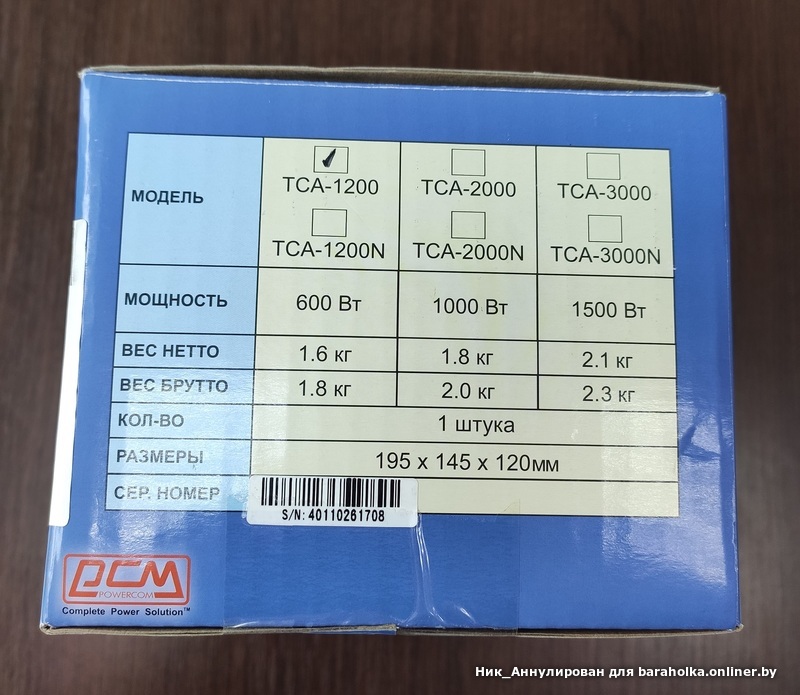 МОДЕЛЬ
TCA-1200 TCA-2000 TCA-3000
TCA-1200N TCA-2000N TCA-3000N
МОЩНОСТЬ 600 Вт 1000 Вт 1500 Вт
ВЕС НЕТТО 1.6 кг 1.8 кг 2.1 кг
ВЕС БРУТТО 1.8 кг 2.0 кг 2.3 кг
КОЛ-ВО 1 штука
РАЗМЕРЫ 195 x 145 x 120мм
СЕР. НОМЕР
S/N: 40110261708
PCM
POWERCOM
Complete Power Solution™
Ник_Аннулирован для baraholka.onliner.by